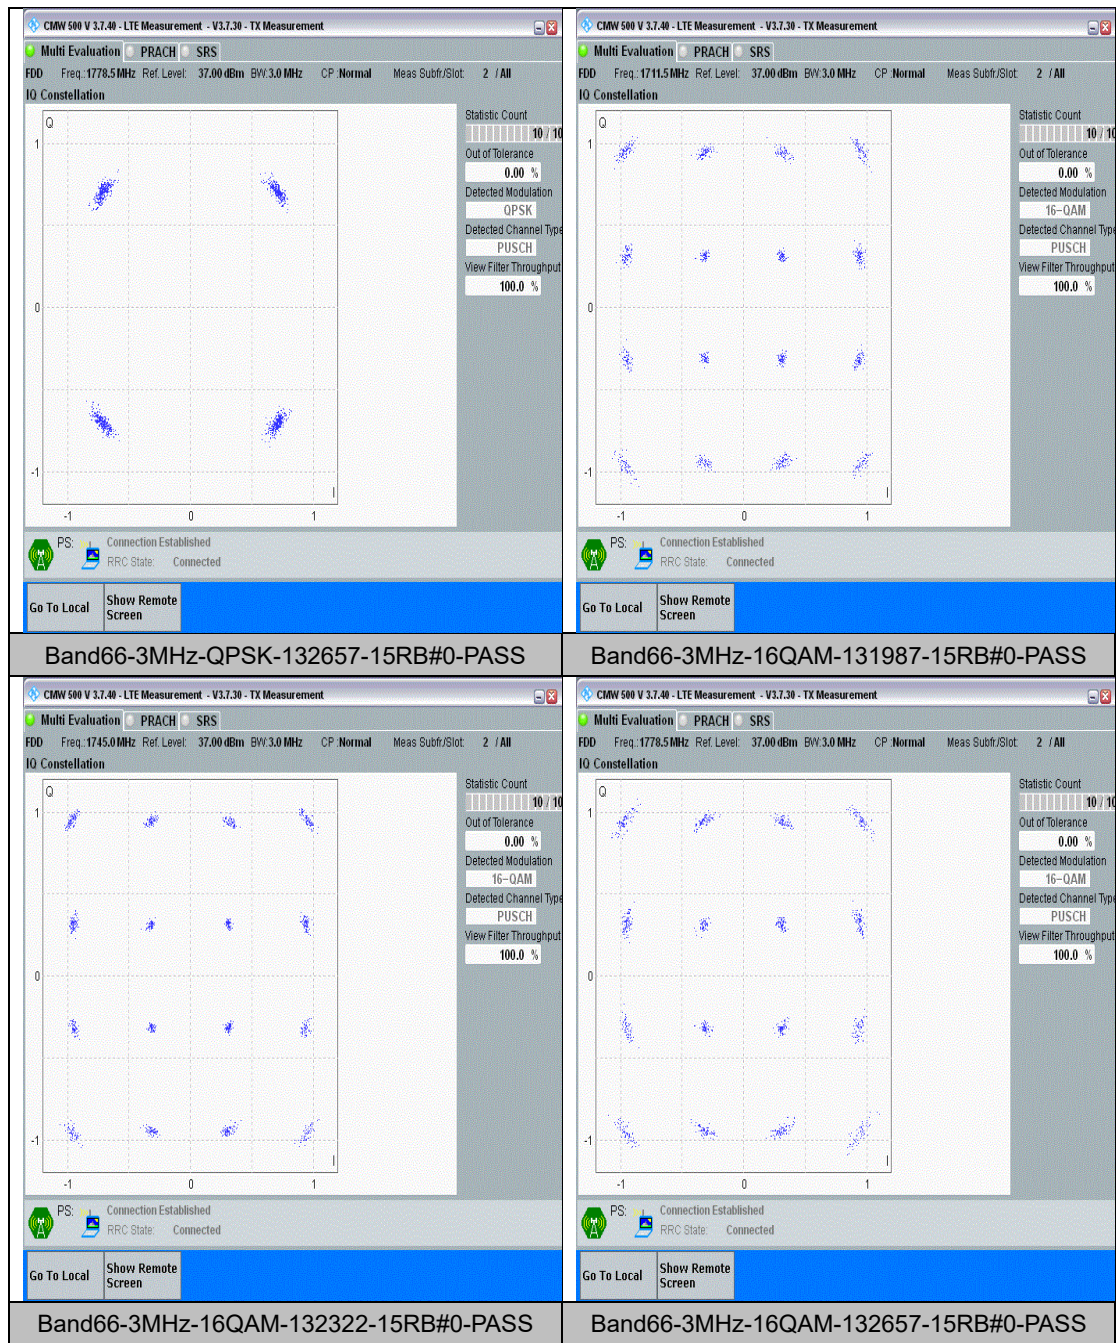 CMW 500 V 3.7.40 - LTE Measurement - V3.7.30 - TX Measurement
Multi Evaluation PRACH SRS
FDD Freq.:1778.5 MHz Ref. Level: 37.00 dBm BW:3.0 MHz CP :Normal Meas Subfr./Slot: 2 / All
IQ Constellation
Q
Statistic Count
10 / 10
Out of Tolerance
0.00 %
Detected Modulation
QPSK
Detected Channel Type
PUSCH
View Filter Throughput
100.0 %
1
0
-1
I
-1 0 1
PS: Connection Established
RRC State: Connected
Go To Local Show Remote
Screen
Band66-3MHz-QPSK-132657-15RB#0-PASS
CMW 500 V 3.7.40 - LTE Measurement - V3.7.30 - TX Measurement
Multi Evaluation PRACH SRS
FDD Freq.:1711.5 MHz Ref. Level: 37.00 dBm BW:3.0 MHz CP :Normal Meas Subfr./Slot: 2 / All
IQ Constellation
Q
Statistic Count
10 / 10
Out of Tolerance
0.00 %
Detected Modulation
16-QAM
Detected Channel Type
PUSCH
View Filter Throughput
100.0 %
1
0
-1
I
-1 0 1
PS: Connection Established
RRC State: Connected
Go To Local Show Remote
Screen
Band66-3MHz-16QAM-131987-15RB#0-PASS
CMW 500 V 3.7.40 - LTE Measurement - V3.7.30 - TX Measurement
Multi Evaluation PRACH SRS
FDD Freq.:1745.0 MHz Ref. Level: 37.00 dBm BW:3.0 MHz CP :Normal Meas Subfr./Slot: 2 / All
IQ Constellation
Q
Statistic Count
10 / 10
Out of Tolerance
0.00 %
Detected Modulation
16-QAM
Detected Channel Type
PUSCH
View Filter Throughput
100.0 %
1
0
-1
I
-1 0 1
PS: Connection Established
RRC State: Connected
Go To Local Show Remote
Screen
Band66-3MHz-16QAM-132322-15RB#0-PASS
CMW 500 V 3.7.40 - LTE Measurement - V3.7.30 - TX Measurement
Multi Evaluation PRACH SRS
FDD Freq.:1778.5 MHz Ref. Level: 37.00 dBm BW:3.0 MHz CP :Normal Meas Subfr./Slot: 2 / All
IQ Constellation
Q
Statistic Count
10 / 10
Out of Tolerance
0.00 %
Detected Modulation
16-QAM
Detected Channel Type
PUSCH
View Filter Throughput
100.0 %
1
0
-1
I
-1 0 1
PS: Connection Established
RRC State: Connected
Go To Local Show Remote
Screen
Band66-3MHz-16QAM-132657-15RB#0-PASS